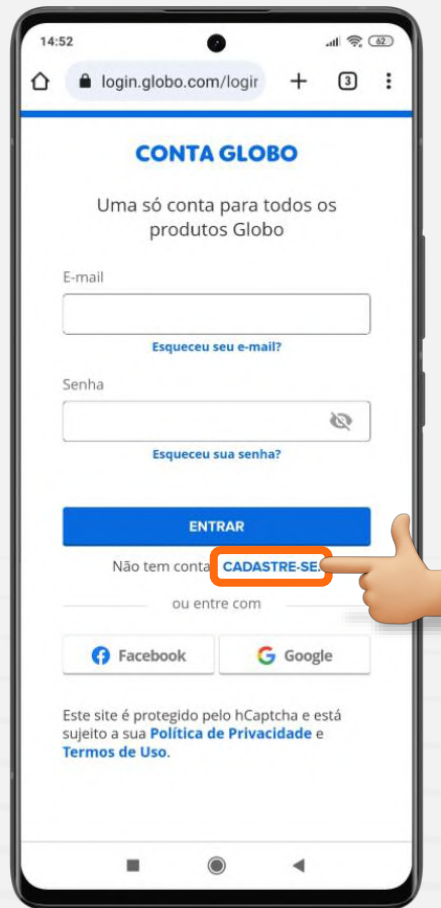 14:52
62
login.globo.com/logir
3
CONTA GLOBO
Uma só conta para todos os
produtos Globo
E-mail
Esqueceu seu e-mail?
Senha
Esqueceu sua senha?
ENTRAR
Não tem conta CADASTRE-SE.
ou entre com
Facebook
Google
Este site é protegido pelo hCaptcha e está
sujeito a sua Política de Privacidade e
Termos de Uso.